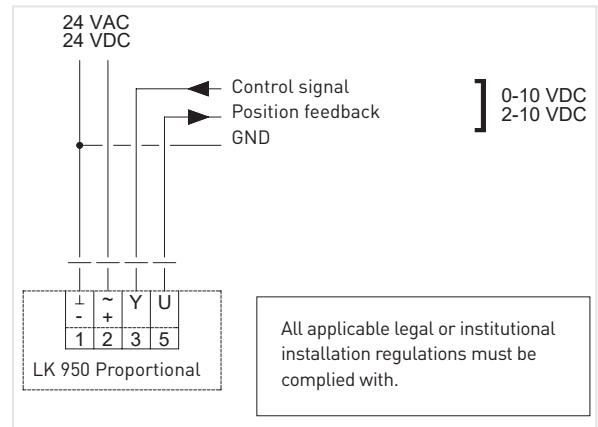 24 VAC
24 VDC
Control signal
Position feedback
GND
0-10 VDC
2-10 VDC
⊥ ~ Y U
- +
1 2 3 5
LK 950 Proportional
All applicable legal or institutional
installation regulations must be
complied with.